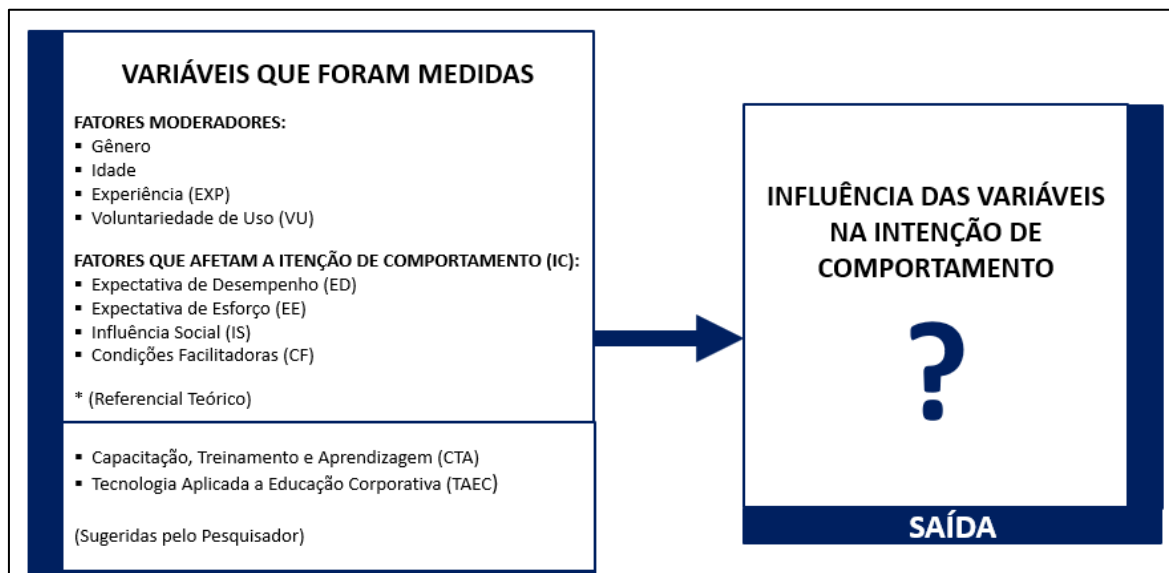 VARIÁVEIS QUE FORAM MEDIDAS
FATORES MODERADORES:
▪ Gênero
▪ Idade
▪ Experiência (EXP)
▪ Voluntariedade de Uso (VU)
FATORES QUE AFETAM A ITENÇÃO DE COMPORTAMENTO (IC):
▪ Expectativa de Desempenho (ED)
▪ Expectativa de Esforço (EE)
▪ Influência Social (IS)
▪ Condições Facilitadoras (CF)
* (Referencial Teórico)
▪ Capacitação, Treinamento e Aprendizagem (CTA)
▪ Tecnologia Aplicada a Educação Corporativa (TAEC)
(Sugeridas pelo Pesquisador)
INFLUÊNCIA DAS VARIÁVEIS
NA INTENÇÃO DE
COMPORTAMENTO
?
SAÍDA